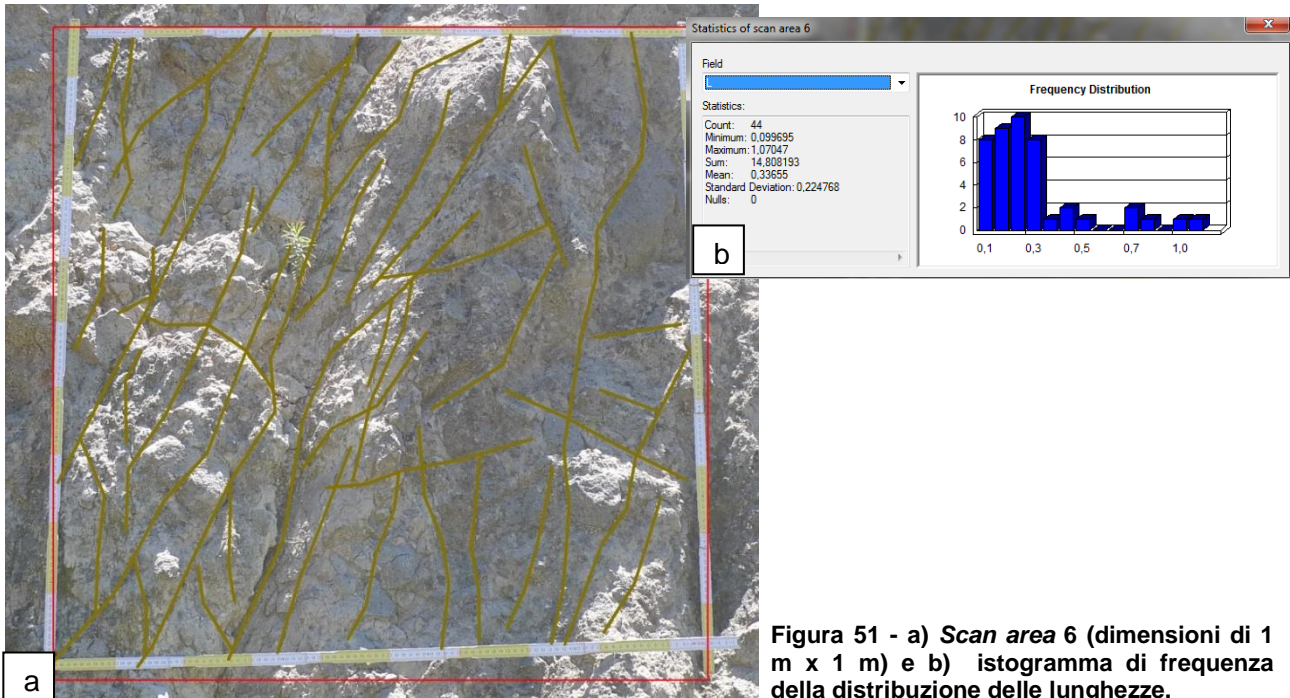 Statistics of scan area 6
Field
L
Statistics:
Count: 44
Minimum: 0,099695
Maximum: 1,07047
Sum: 14,808193
Mean: 0,33655
Standard Deviation: 0,224768
Nulls: 0
Frequency Distribution
10
8
6
4
2
0
0,1 0,3 0,5 0,7 1,0
b
a
Figura 51 - a) Scan area 6 (dimensioni di 1
m x 1 m) e b) istogramma di frequenza
della distribuzione delle lunghezze.